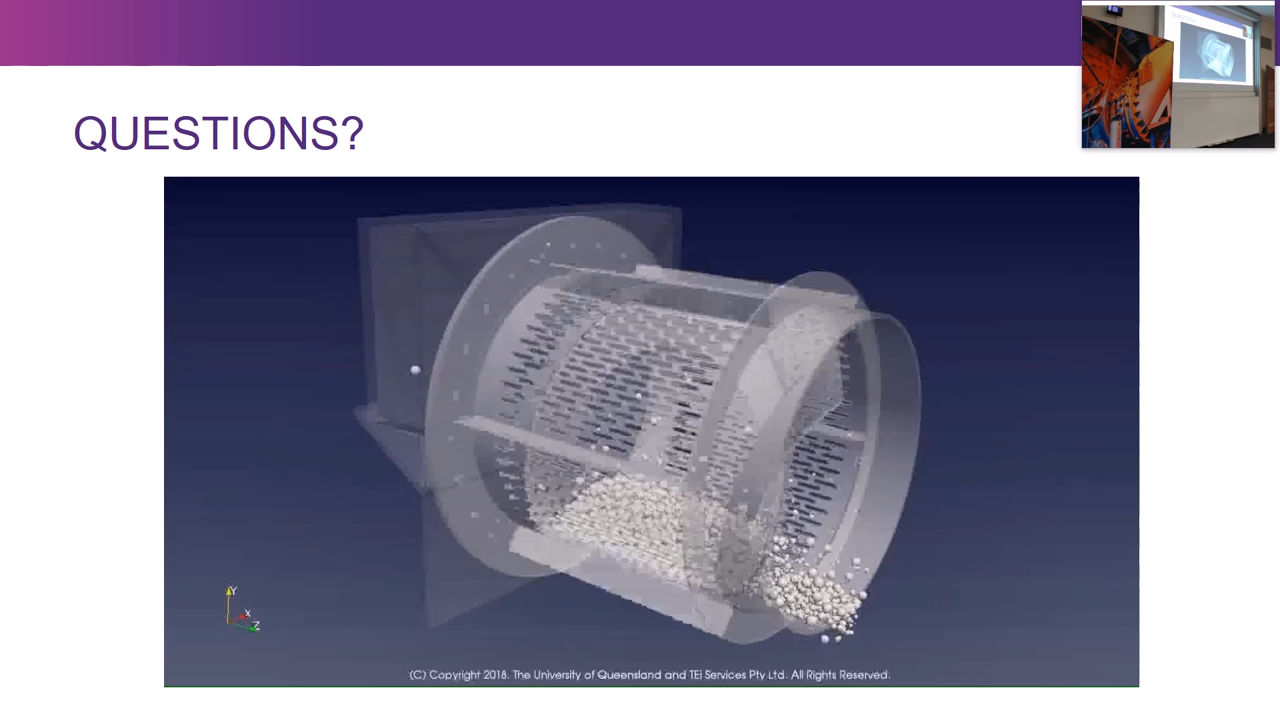 QUESTIONS?
Y
X
Z
(C) Copyright 2018. The University of Queensland and TEi Services Pty Ltd. All Rights Reserved.